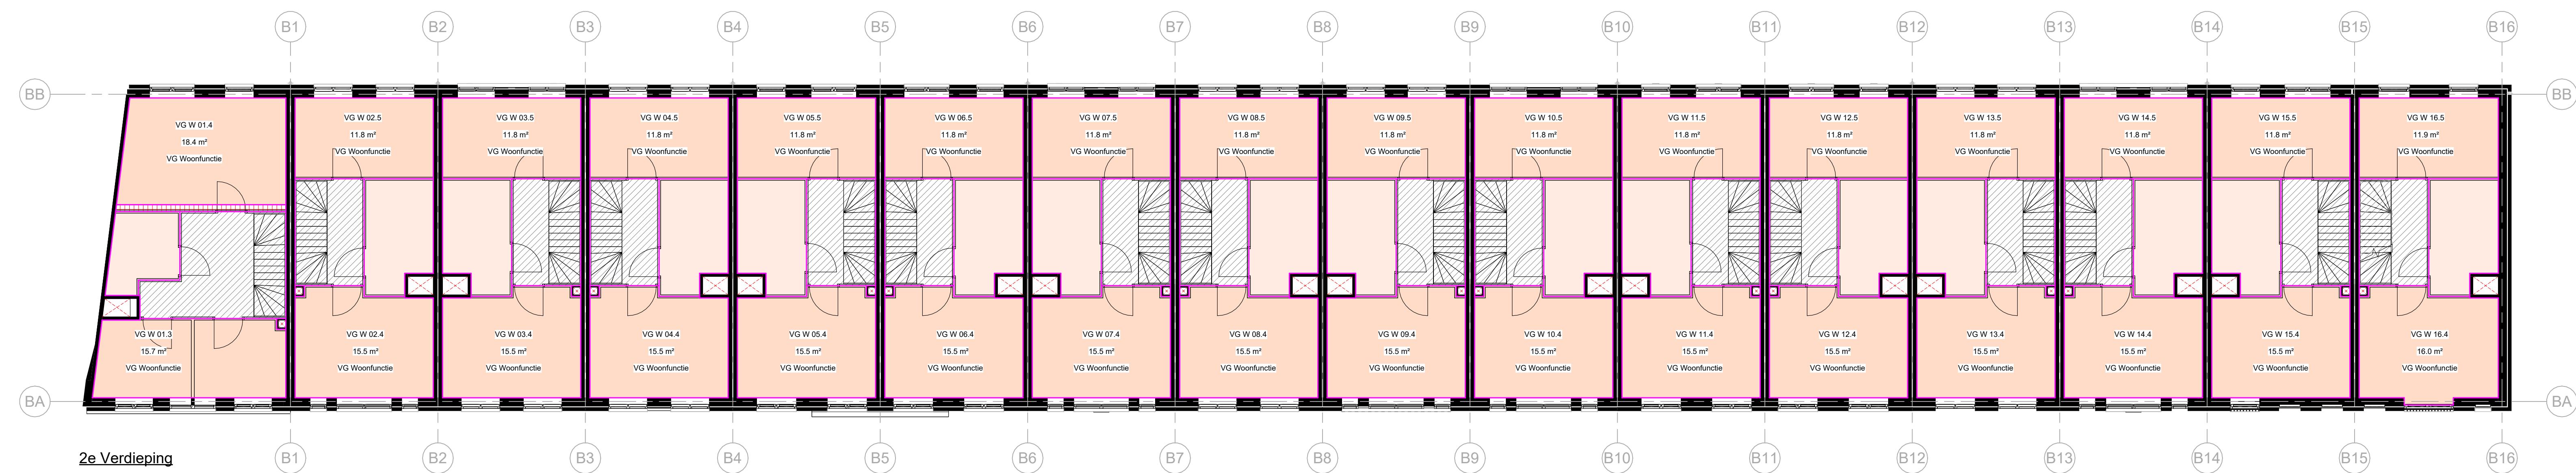 B1 B2 B3 B4 B5 B6 B7 B8 B9 B10 B11 B12 B13 B14 B15 B16
BB BB
VG W 01.4
18.4 m²
VG Woonfunctie
VG W 02.5
11.8 m²
VG Woonfunctie
VG W 03.5
11.8 m²
VG Woonfunctie
VG W 04.5
11.8 m²
VG Woonfunctie
VG W 05.5
11.8 m²
VG Woonfunctie
VG W 06.5
11.8 m²
VG Woonfunctie
VG W 07.5
11.8 m²
VG Woonfunctie
VG W 08.5
11.8 m²
VG Woonfunctie
VG W 09.5
11.8 m²
VG Woonfunctie
VG W 10.5
11.8 m²
VG Woonfunctie
VG W 11.5
11.8 m²
VG Woonfunctie
VG W 12.5
11.8 m²
VG Woonfunctie
VG W 13.5
11.8 m²
VG Woonfunctie
VG W 14.5
11.8 m²
VG Woonfunctie
VG W 15.5
11.8 m²
VG Woonfunctie
VG W 16.5
11.9 m²
VG Woonfunctie
VG W 01.3
15.7 m²
VG Woonfunctie
VG W 02.4
15.5 m²
VG Woonfunctie
VG W 03.4
15.5 m²
VG Woonfunctie
VG W 04.4
15.5 m²
VG Woonfunctie
VG W 05.4
15.5 m²
VG Woonfunctie
VG W 06.4
15.5 m²
VG Woonfunctie
VG W 07.4
15.5 m²
VG Woonfunctie
VG W 08.4
15.5 m²
VG Woonfunctie
VG W 09.4
15.5 m²
VG Woonfunctie
VG W 10.4
15.5 m²
VG Woonfunctie
VG W 11.4
15.5 m²
VG Woonfunctie
VG W 12.4
15.5 m²
VG Woonfunctie
VG W 13.4
15.5 m²
VG Woonfunctie
VG W 14.4
15.5 m²
VG Woonfunctie
VG W 15.4
15.5 m²
VG Woonfunctie
VG W 16.4
16.0 m²
VG Woonfunctie
BA BA
2e Verdieping
B1 B2 B3 B4 B5 B6 B7 B8 B9 B10 B11 B12 B13 B14 B15 B16